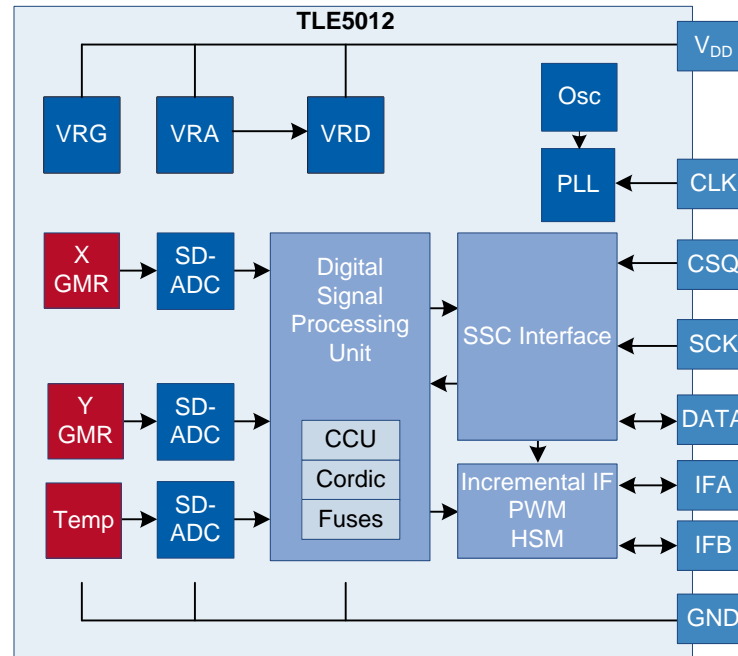 TLE5012
V_DD
VRG
VRA
VRD
Osc
PLL
CLK
X
GMR
SD-
ADC
Digital
Signal
Processing
Unit
SSC Interface
CSQ
SCK
Y
GMR
SD-
ADC
DATA
CCU
Cordic
Fuses
Temp
SD-
ADC
Incremental IF
PWM
HSM
IFA
IFB
GND